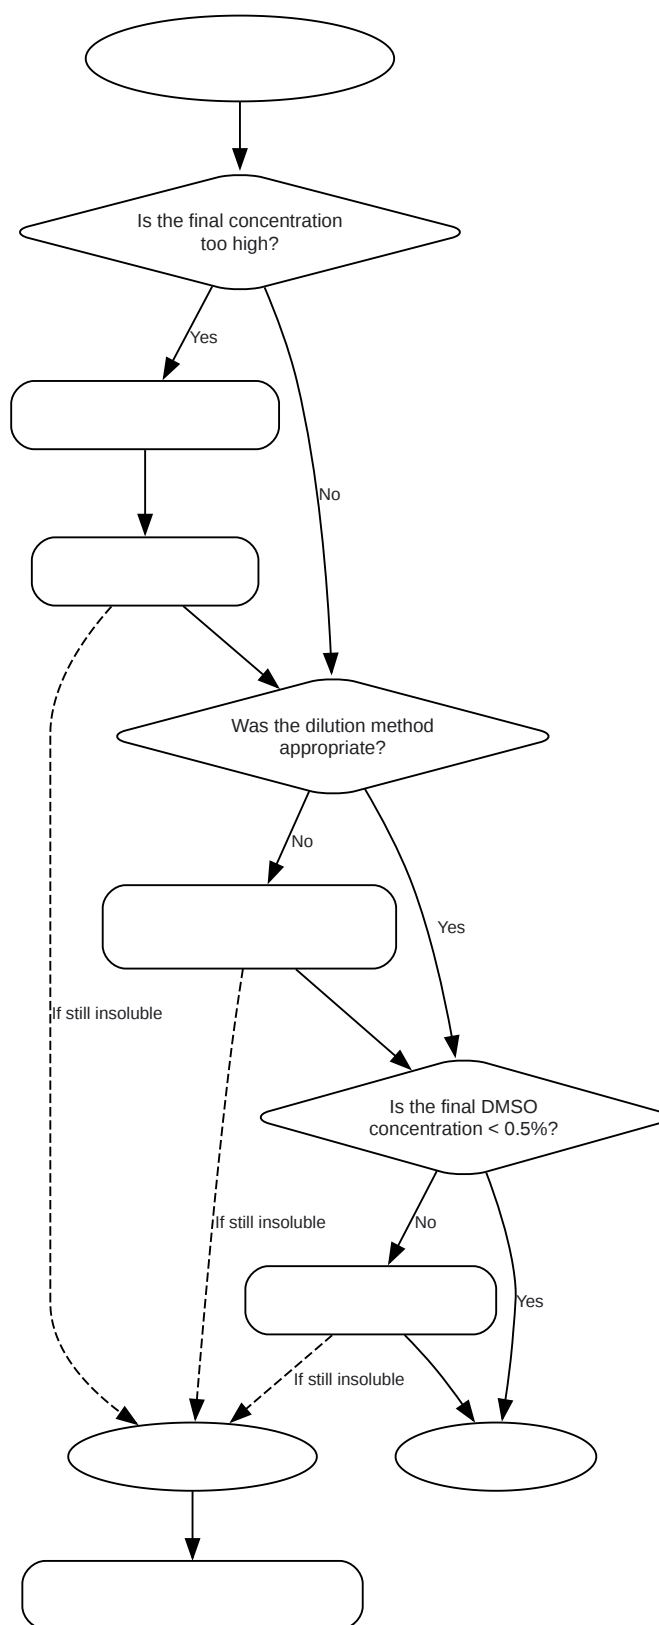 Is the final concentration
too high?
Yes
No
Was the dilution method
appropriate?
No
Yes
If still insoluble
Is the final DMSO
concentration < 0.5%?
If still insoluble
No
Yes
If still insoluble